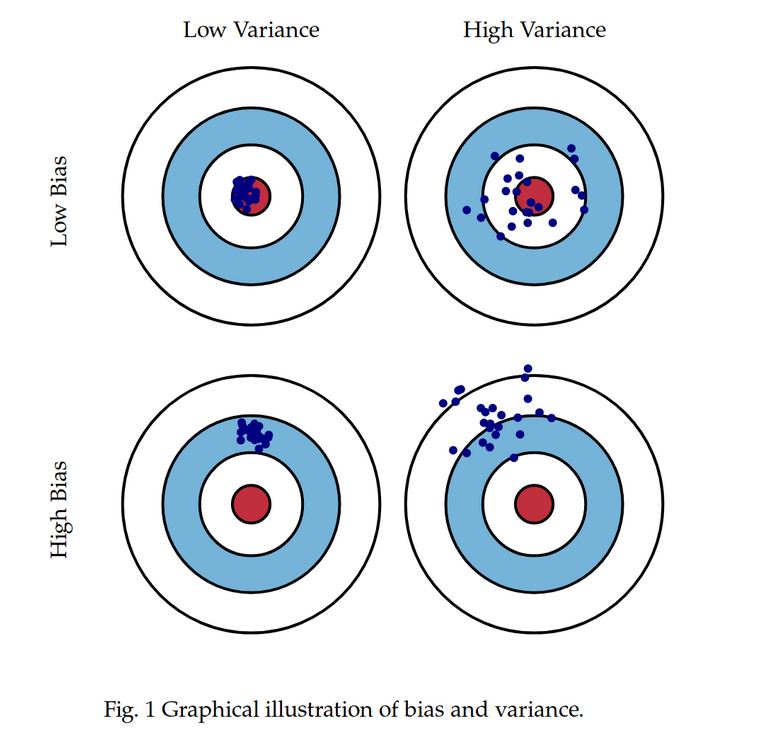 Low Variance
High Variance
Low Bias
High Bias
Fig. 1 Graphical illustration of bias and variance.